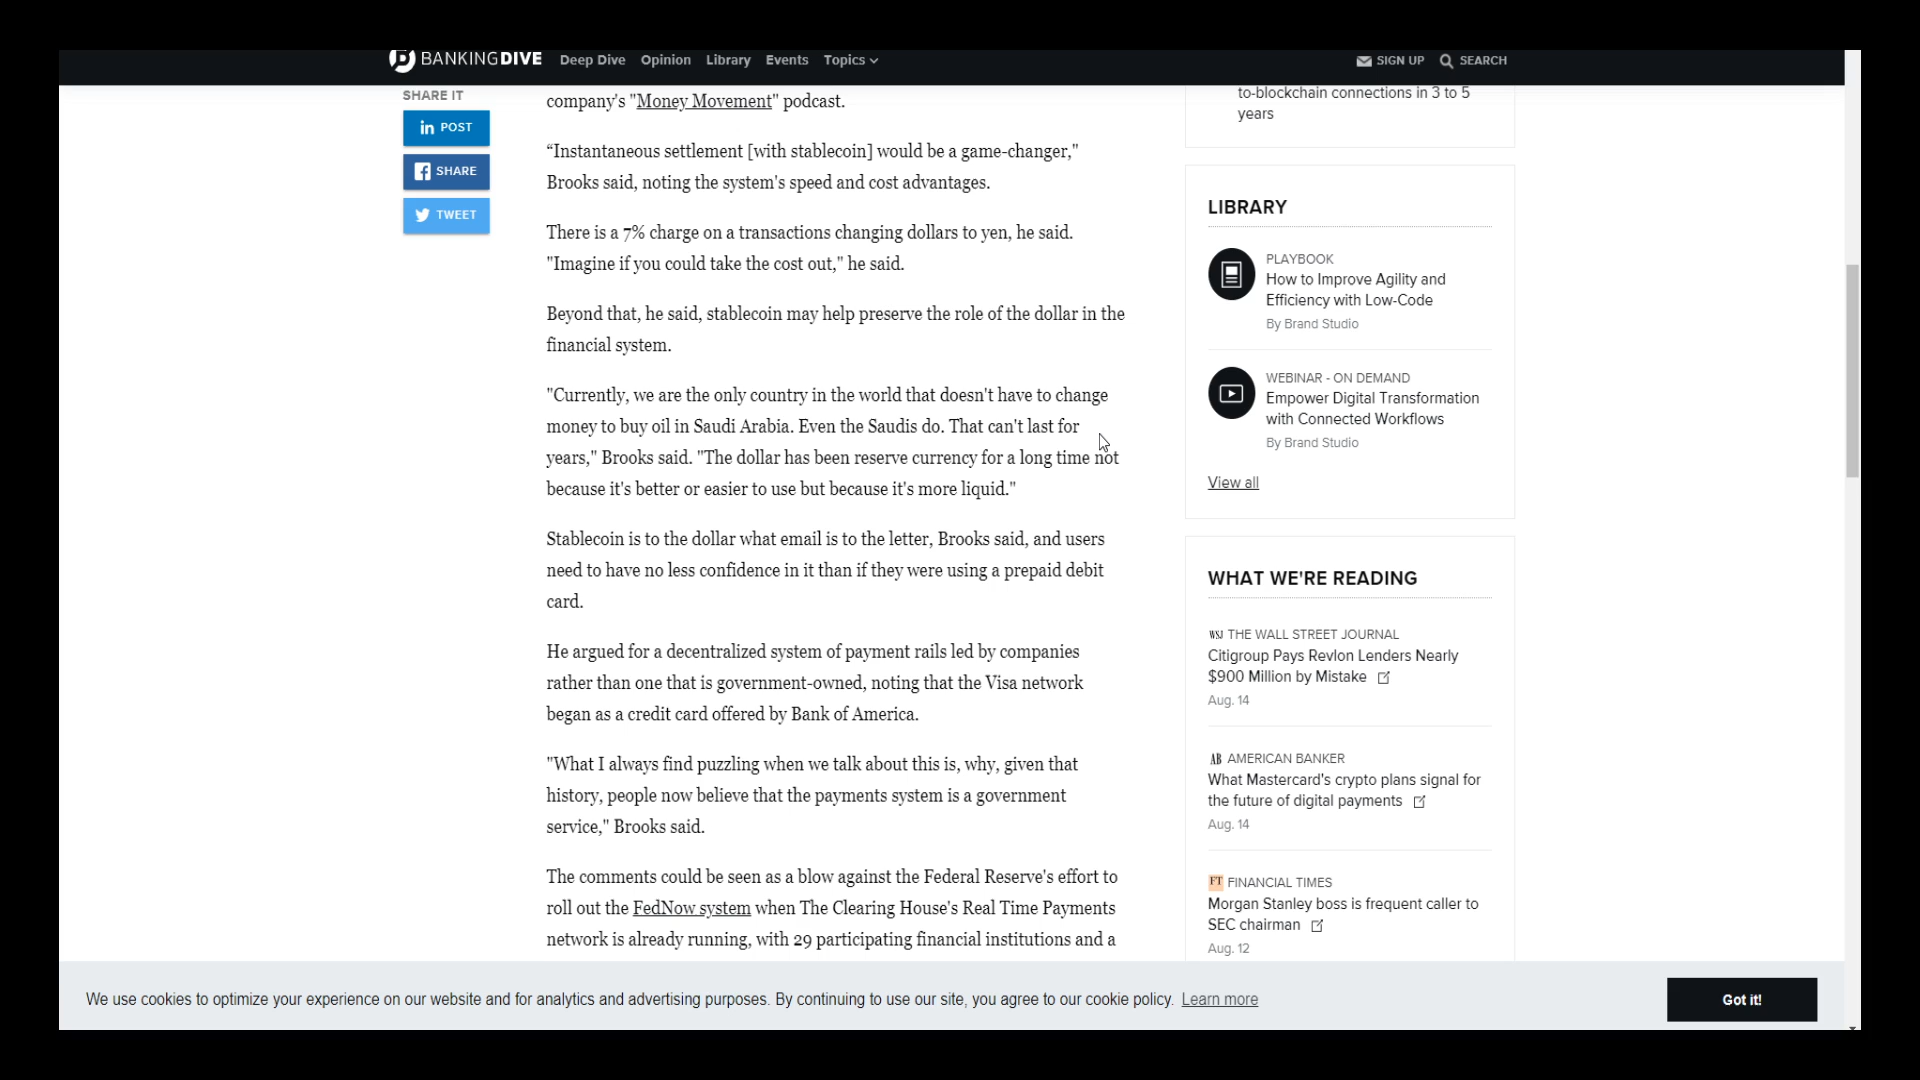 BANKINGDIVE Deep Dive Opinion Library Events Topics SIGN UP SEARCH
SHARE IT
in POST
SHARE
TWEET
company's "Money Movement" podcast.
“Instantaneous settlement [with stablecoin] would be a game-changer,"
Brooks said, noting the system's speed and cost advantages.
There is a 7% charge on a transactions changing dollars to yen, he said.
"Imagine if you could take the cost out," he said.
Beyond that, he said, stablecoin may help preserve the role of the dollar in the
financial system.
"Currently, we are the only country in the world that doesn't have to change
money to buy oil in Saudi Arabia. Even the Saudis do. That can't last for
years," Brooks said. "The dollar has been reserve currency for a long time not
because it's better or easier to use but because it's more liquid."
Stablecoin is to the dollar what email is to the letter, Brooks said, and users
need to have no less confidence in it than if they were using a prepaid debit
card.
He argued for a decentralized system of payment rails led by companies
rather than one that is government-owned, noting that the Visa network
began as a credit card offered by Bank of America.
"What I always find puzzling when we talk about this is, why, given that
history, people now believe that the payments system is a government
service," Brooks said.
The comments could be seen as a blow against the Federal Reserve's effort to
roll out the FedNow system when The Clearing House's Real Time Payments
network is already running, with 29 participating financial institutions and a
to-blockchain connections in 3 to 5
years
LIBRARY
PLAYBOOK
How to Improve Agility and
Efficiency with Low-Code
By Brand Studio
WEBINAR - ON DEMAND
Empower Digital Transformation
with Connected Workflows
By Brand Studio
View all
WHAT WE'RE READING
WSJ THE WALL STREET JOURNAL
Citigroup Pays Revlon Lenders Nearly
$900 Million by Mistake
Aug. 14
AB AMERICAN BANKER
What Mastercard's crypto plans signal for
the future of digital payments
Aug. 14
FT FINANCIAL TIMES
Morgan Stanley boss is frequent caller to
SEC chairman
Aug. 12
We use cookies to optimize your experience on our website and for analytics and advertising purposes. By continuing to use our site, you agree to our cookie policy. Learn more
Got it!